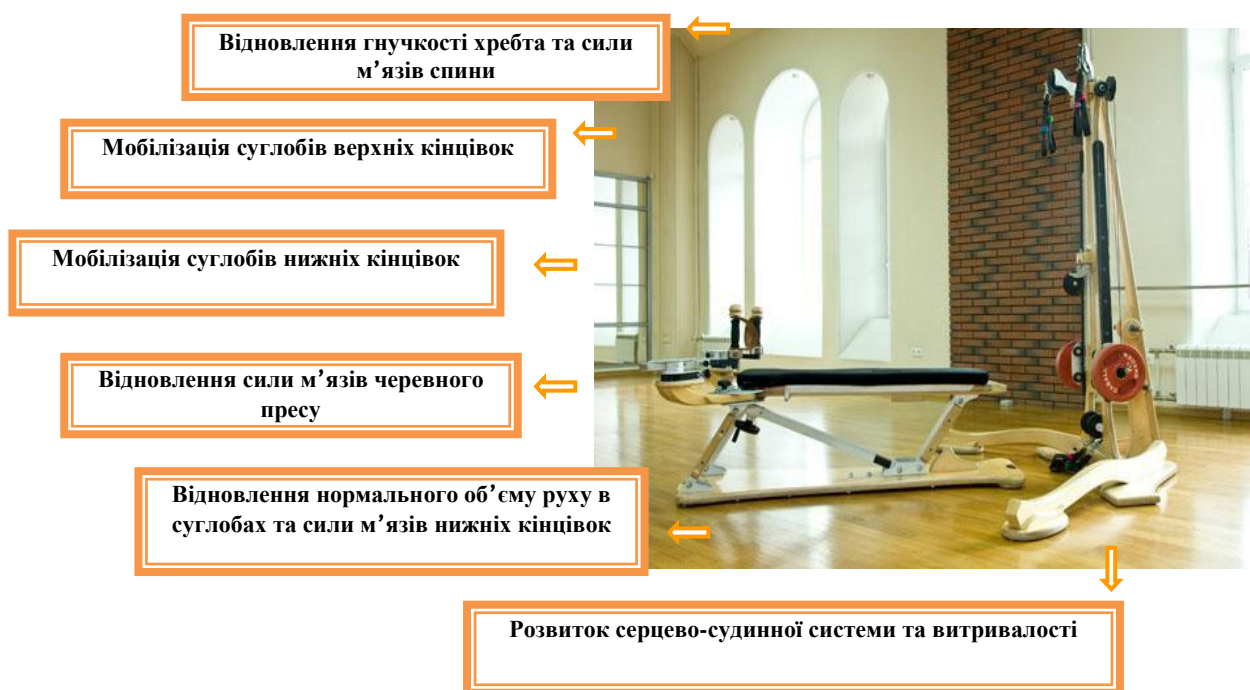 Відновлення гнучкості хребта та сили
м’язів спини
Мобілізація суглобів верхніх кінцівок
Мобілізація суглобів нижніх кінцівок
Відновлення сили м’язів черевного
пресу
Відновлення нормального об’єму руху в
суглобах та сили м’язів нижніх кінцівок
Розвиток серцево-судинної системи та витривалості